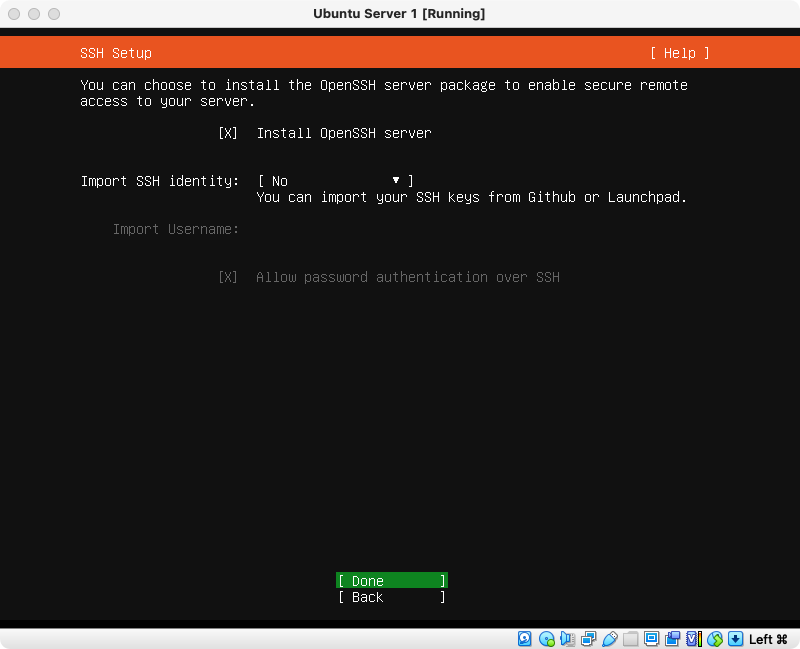 Ubuntu Server 1 [Running]
SSH Setup [ Help ]
You can choose to install the OpenSSH server package to enable secure remote
access to your server.
[X] Install OpenSSH server
Import SSH identity: [ No ▼ ]
You can import your SSH keys from Github or Launchpad.
Import Username:
[X] Allow password authentication over SSH
[ Done ]
[ Back ]
Left ⌘